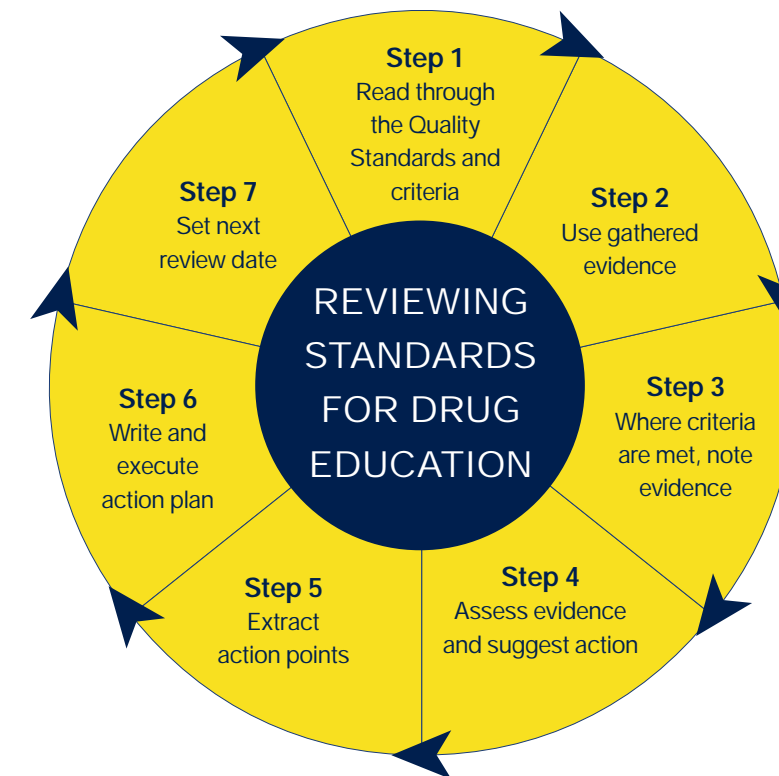 Step 1
Read through
the Quality
Standards and
criteria
Step 2
Use gathered
evidence
Step 3
Where criteria
are met, note
evidence
Step 4
Assess evidence
and suggest action
Step 5
Extract
action points
Step 6
Write and
execute
action plan
Step 7
Set next
review date
REVIEWING
STANDARDS
FOR DRUG
EDUCATION